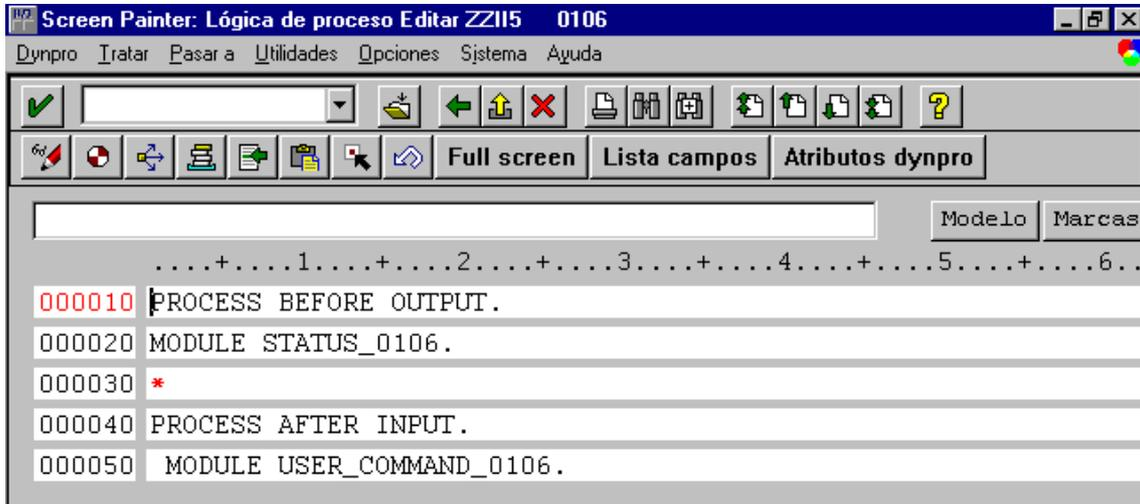 Screen Painter: Lógica de proceso Editar ZZII5 0106
Dynpro Tratar Pasar a Utilidades Opciones Sistema Ayuda
Full screen Lista campos Atributos dynpro
Modelo Marcas
....+....1....+....2....+....3....+....4....+....5....+....6..
000010 PROCESS BEFORE OUTPUT.
000020 MODULE STATUS_0106.
000030 *
000040 PROCESS AFTER INPUT.
000050 MODULE USER_COMMAND_0106.